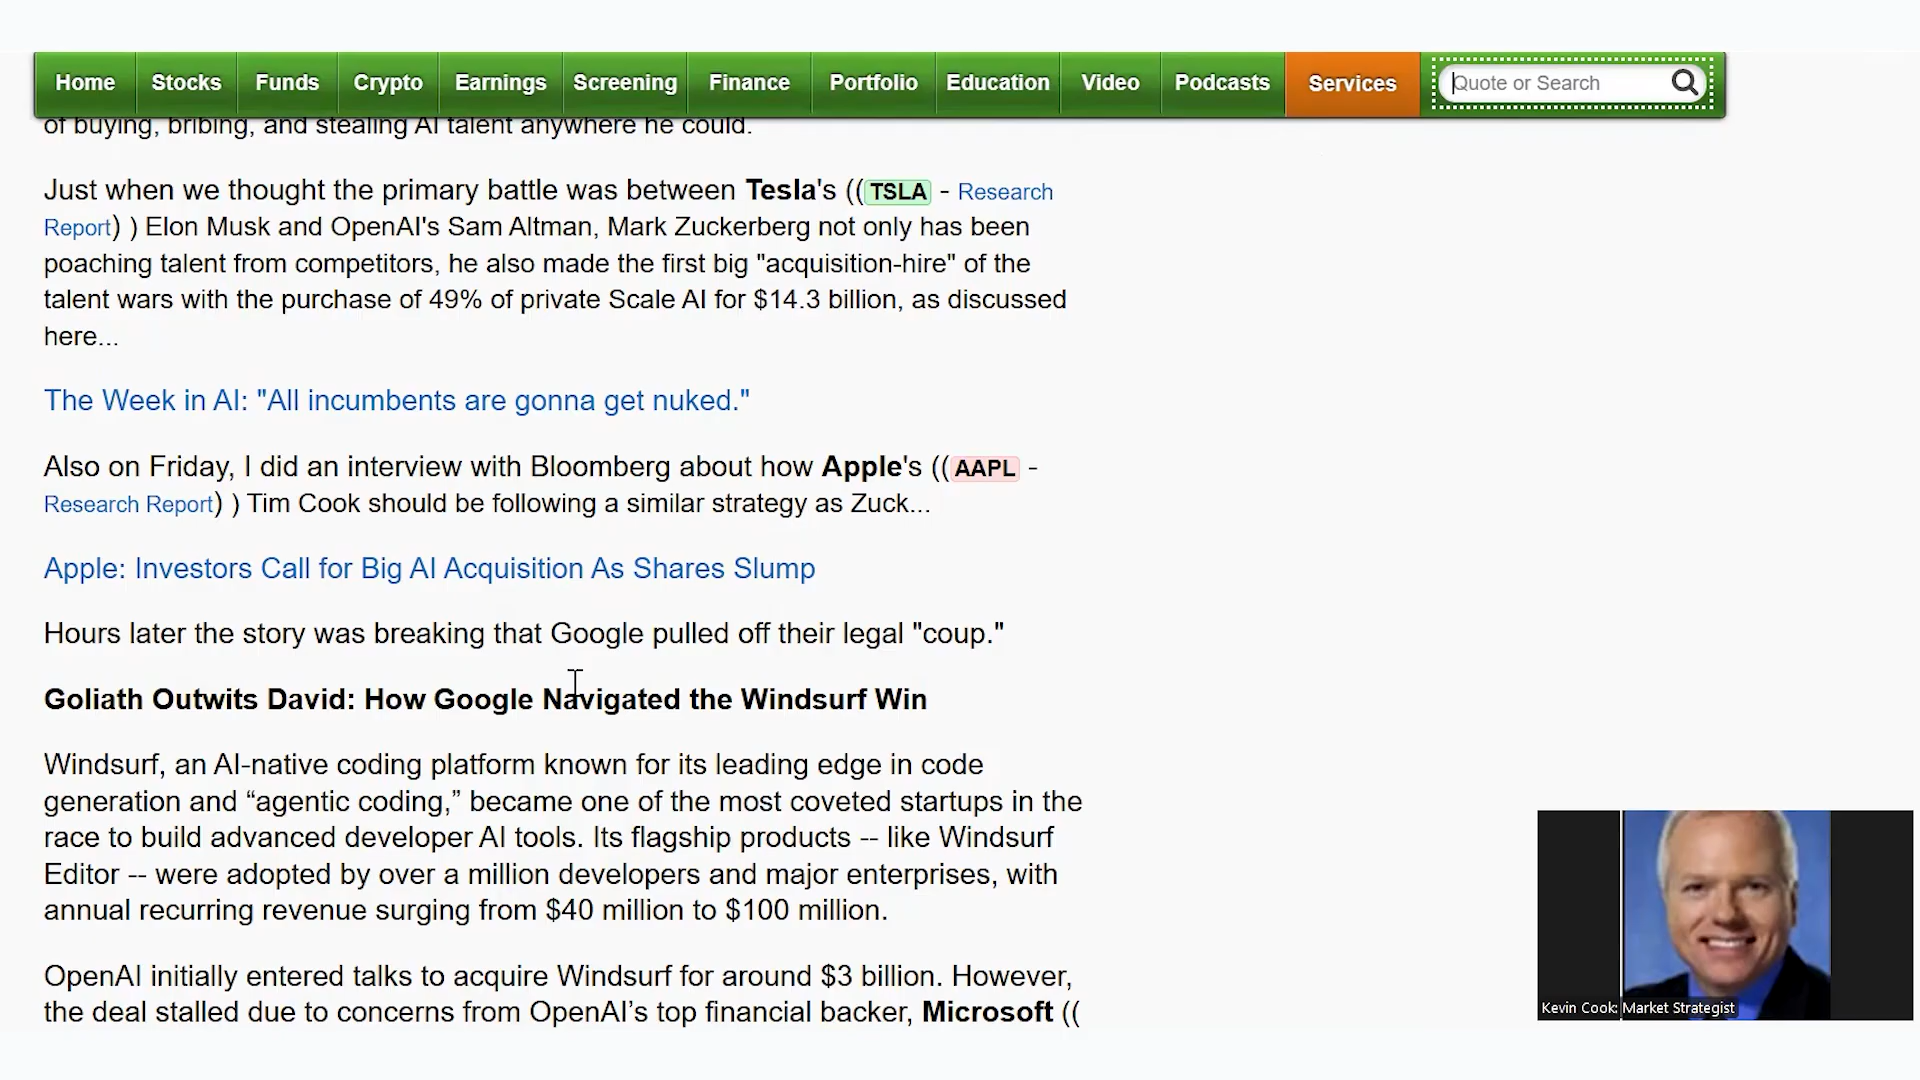 Home Stocks Funds Crypto Earnings Screening Finance Portfolio Education Video Podcasts Services Quote or Search
of buying, bribing, and stealing AI talent anywhere he could.
Just when we thought the primary battle was between Tesla's ((TSLA - Research
Report) ) Elon Musk and OpenAI's Sam Altman, Mark Zuckerberg not only has been
poaching talent from competitors, he also made the first big "acquisition-hire" of the
talent wars with the purchase of 49% of private Scale AI for $14.3 billion, as discussed
here...
The Week in AI: "All incumbents are gonna get nuked."
Also on Friday, I did an interview with Bloomberg about how Apple's ((AAPL -
Research Report) ) Tim Cook should be following a similar strategy as Zuck...
Apple: Investors Call for Big AI Acquisition As Shares Slump
Hours later the story was breaking that Google pulled off their legal "coup."
Goliath Outwits David: How Google Navigated the Windsurf Win
Windsurf, an AI-native coding platform known for its leading edge in code
generation and “agentic coding,” became one of the most coveted startups in the
race to build advanced developer AI tools. Its flagship products -- like Windsurf
Editor -- were adopted by over a million developers and major enterprises, with
annual recurring revenue surging from $40 million to $100 million.
OpenAI initially entered talks to acquire Windsurf for around $3 billion. However,
the deal stalled due to concerns from OpenAI’s top financial backer, Microsoft ((
Kevin Cook: Market Strategist